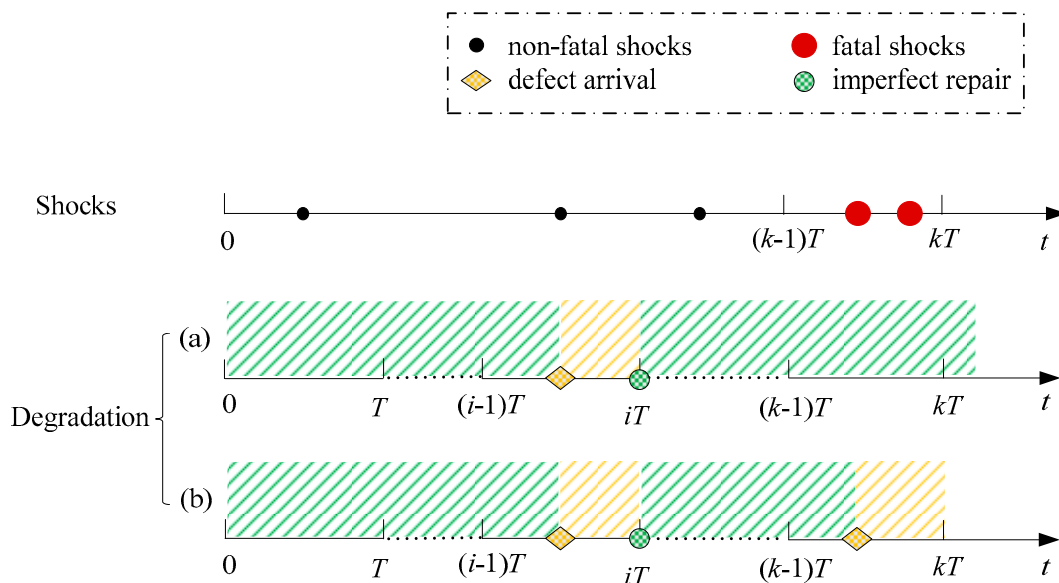 non-fatal shocks fatal shocks
defect arrival imperfect repair
Shocks
0 (k-1)T kT t
(a)
0 T (i-1)T iT (k-1)T kT t
Degradation
(b)
0 T (i-1)T iT (k-1)T kT t